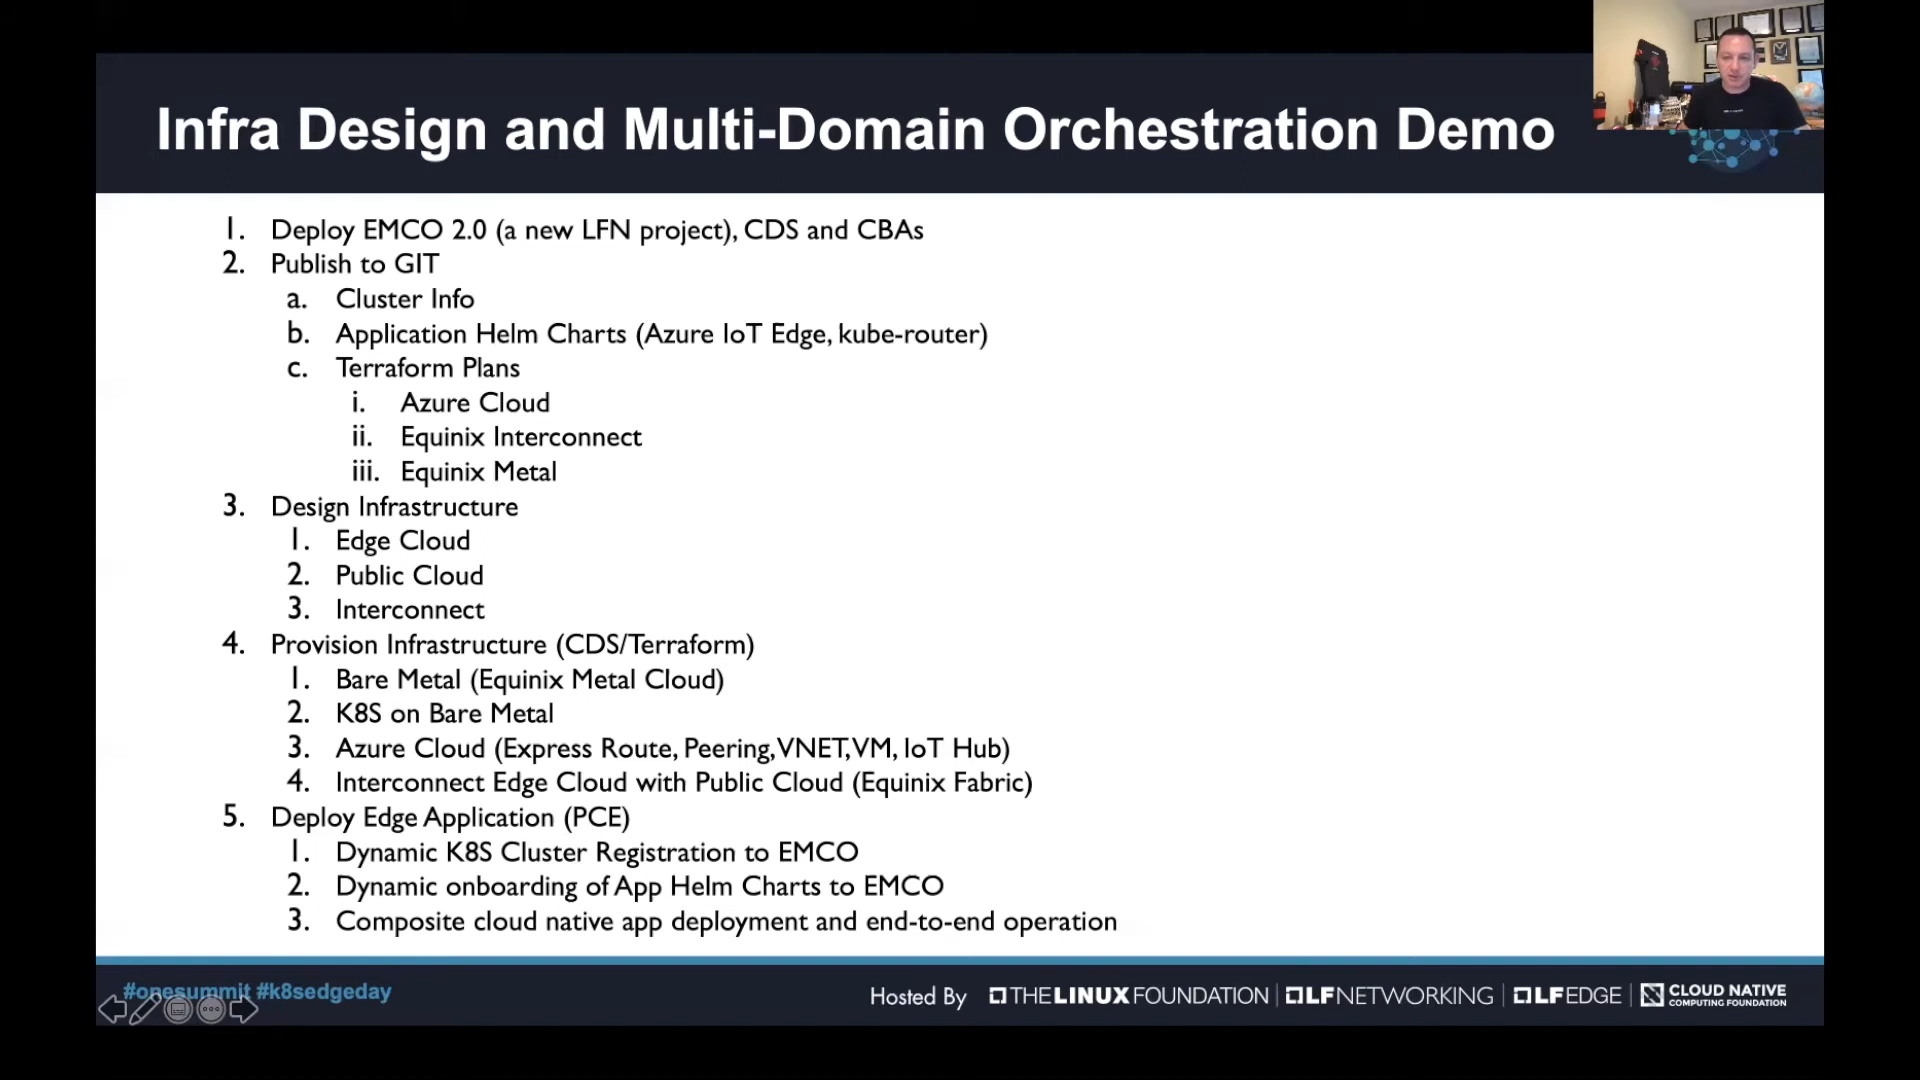 Infra Design and Multi-Domain Orchestration Demo
1. Deploy EMCO 2.0 (a new LFN project), CDS and CBAs
2. Publish to GIT
a. Cluster Info
b. Application Helm Charts (Azure IoT Edge, kube-router)
c. Terraform Plans
i. Azure Cloud
ii. Equinix Interconnect
iii. Equinix Metal
3. Design Infrastructure
1. Edge Cloud
2. Public Cloud
3. Interconnect
4. Provision Infrastructure (CDS/Terraform)
1. Bare Metal (Equinix Metal Cloud)
2. K8S on Bare Metal
3. Azure Cloud (Express Route, Peering, VNET, VM, IoT Hub)
4. Interconnect Edge Cloud with Public Cloud (Equinix Fabric)
5. Deploy Edge Application (PCE)
1. Dynamic K8S Cluster Registration to EMCO
2. Dynamic onboarding of App Helm Charts to EMCO
3. Composite cloud native app deployment and end-to-end operation
#onesummit #k8sedgeday
Hosted By THE LINUX FOUNDATION | LF NETWORKING | LF EDGE | CLOUD NATIVE
COMPUTING FOUNDATION